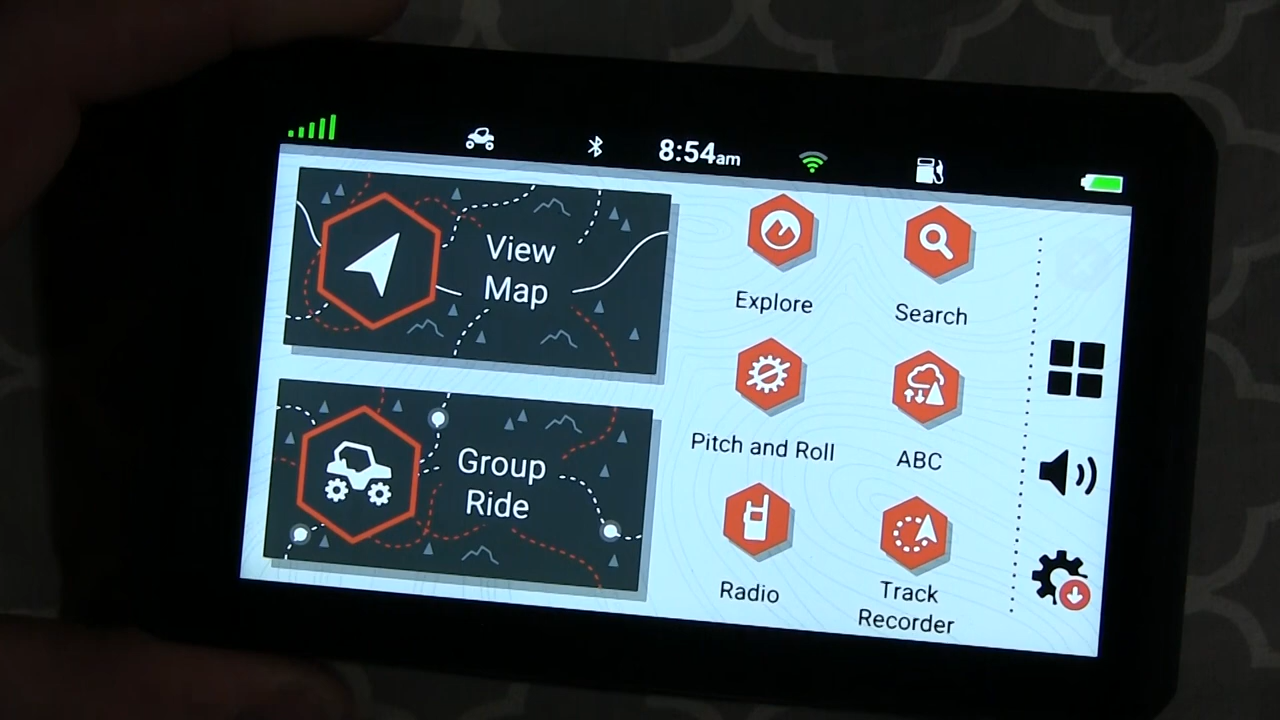 8:54am
View
Map
Explore
Search
Group
Ride
Pitch and Roll
ABC
Radio
Track
Recorder